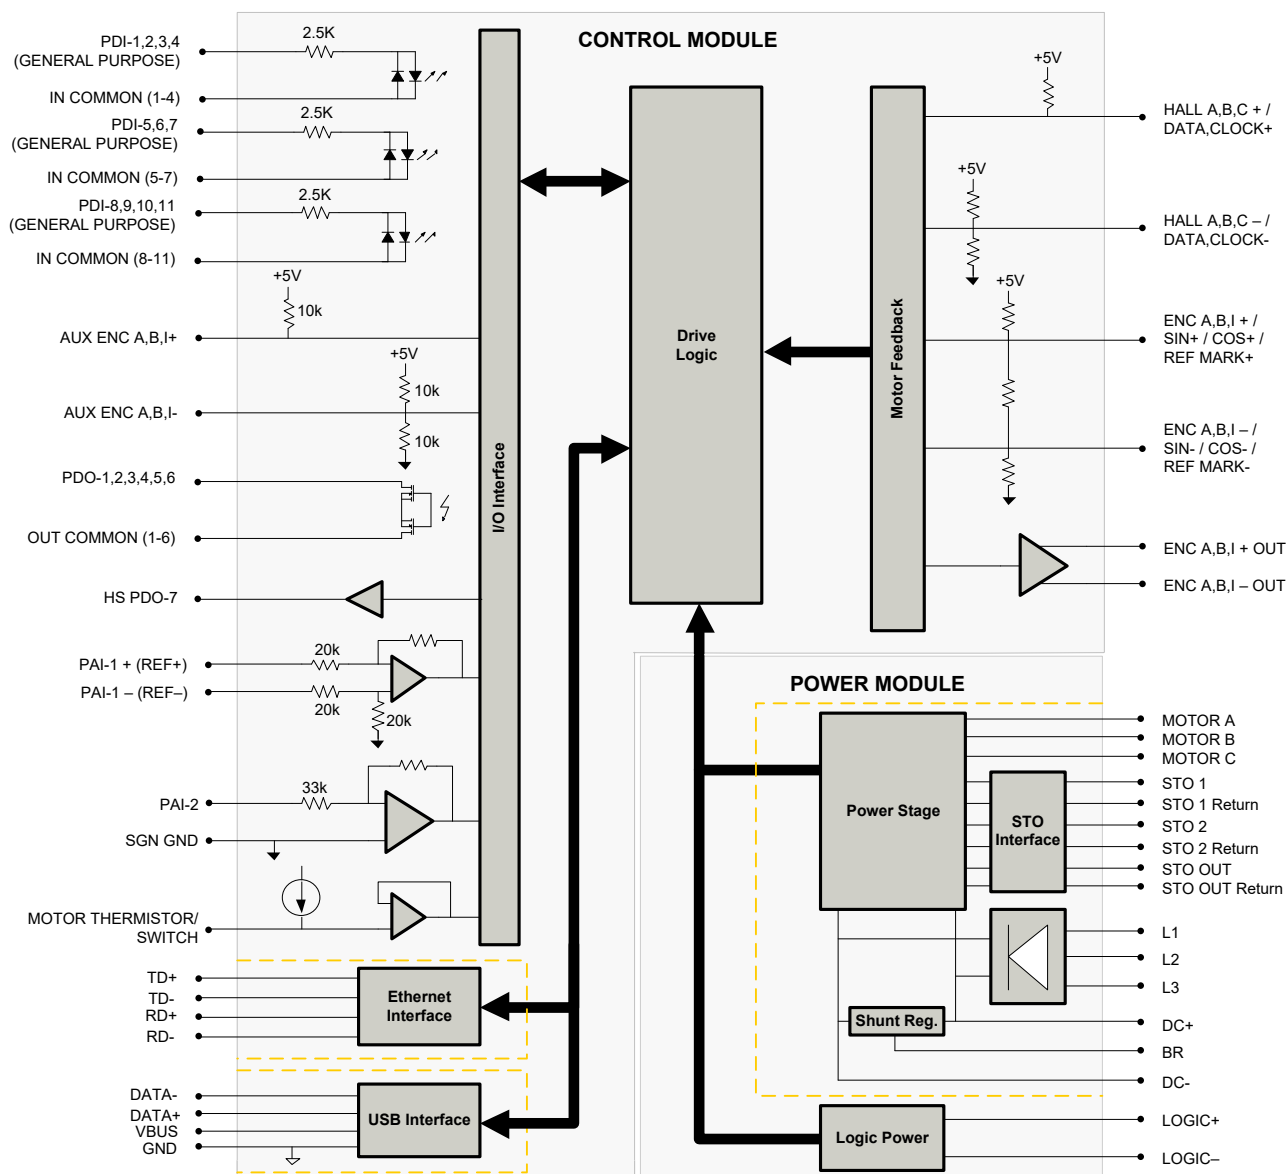 CONTROL MODULE
PDI-1,2,3,4
(GENERAL PURPOSE)
2.5K
IN COMMON (1-4)
PDI-5,6,7
(GENERAL PURPOSE)
2.5K
IN COMMON (5-7)
PDI-8,9,10,11
(GENERAL PURPOSE)
2.5K
IN COMMON (8-11)
+5V
10k
AUX ENC A,B,I+
+5V
10k
AUX ENC A,B,I-
10k
PDO-1,2,3,4,5,6
OUT COMMON (1-6)
HS PDO-7
PAI-1 + (REF+)
20k
PAI-1 – (REF–)
20k
20k
PAI-2
33k
SGN GND
MOTOR THERMISTOR/
SWITCH
I/O Interface
Drive
Logic
Motor Feedback
+5V
HALL A,B,C + /
DATA,CLOCK+
+5V
HALL A,B,C – /
DATA,CLOCK-
+5V
ENC A,B,I + /
SIN+ / COS+ /
REF MARK+
ENC A,B,I – /
SIN- / COS- /
REF MARK-
ENC A,B,I + OUT
ENC A,B,I – OUT
TD+
TD-
RD+
RD-
Ethernet
Interface
DATA-
DATA+
VBUS
GND
USB Interface
POWER MODULE
Power Stage
MOTOR A
MOTOR B
MOTOR C
STO
Interface
STO 1
STO 1 Return
STO 2
STO 2 Return
STO OUT
STO OUT Return
L1
L2
L3
Shunt Reg.
DC+
BR
DC-
Logic Power
LOGIC+
LOGIC–